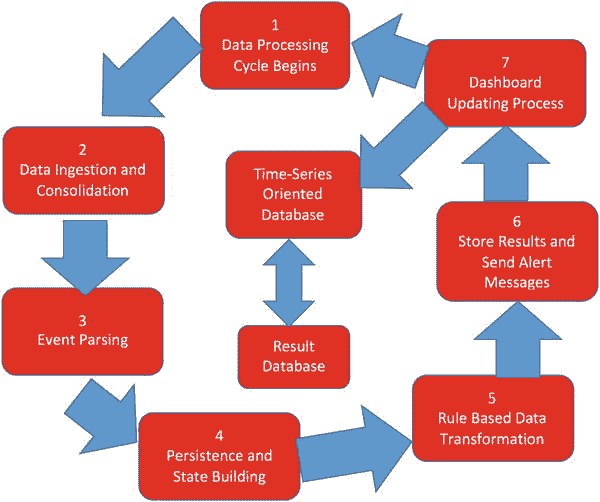 1
Data Processing
Cycle Begins
2
Data Ingestion and
Consolidation
3
Event Parsing
4
Persistence and
State Building
5
Rule Based Data
Transformation
6
Store Results and
Send Alert
Messages
7
Dashboard
Updating Process
Time-Series
Oriented
Database
Result
Database